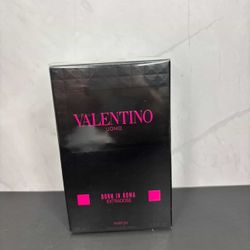 VALENTINO
UOMO
BORN IN ROMA
EXTRADOSE
PARFUM